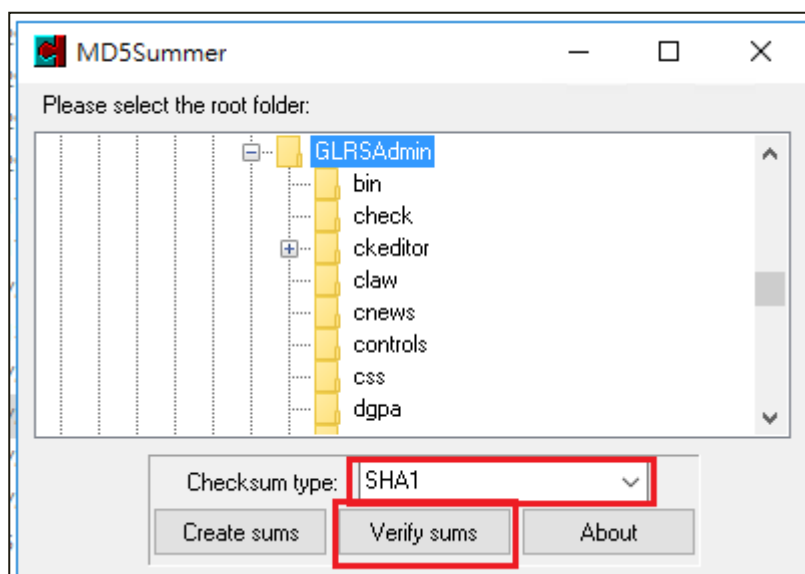 MD5Summer
Please select the root folder:
GLRSAdmin
bin
check
ckeditor
claw
cnews
controls
css
dgpa
Checksum type: SHA1
Create sums Verify sums About